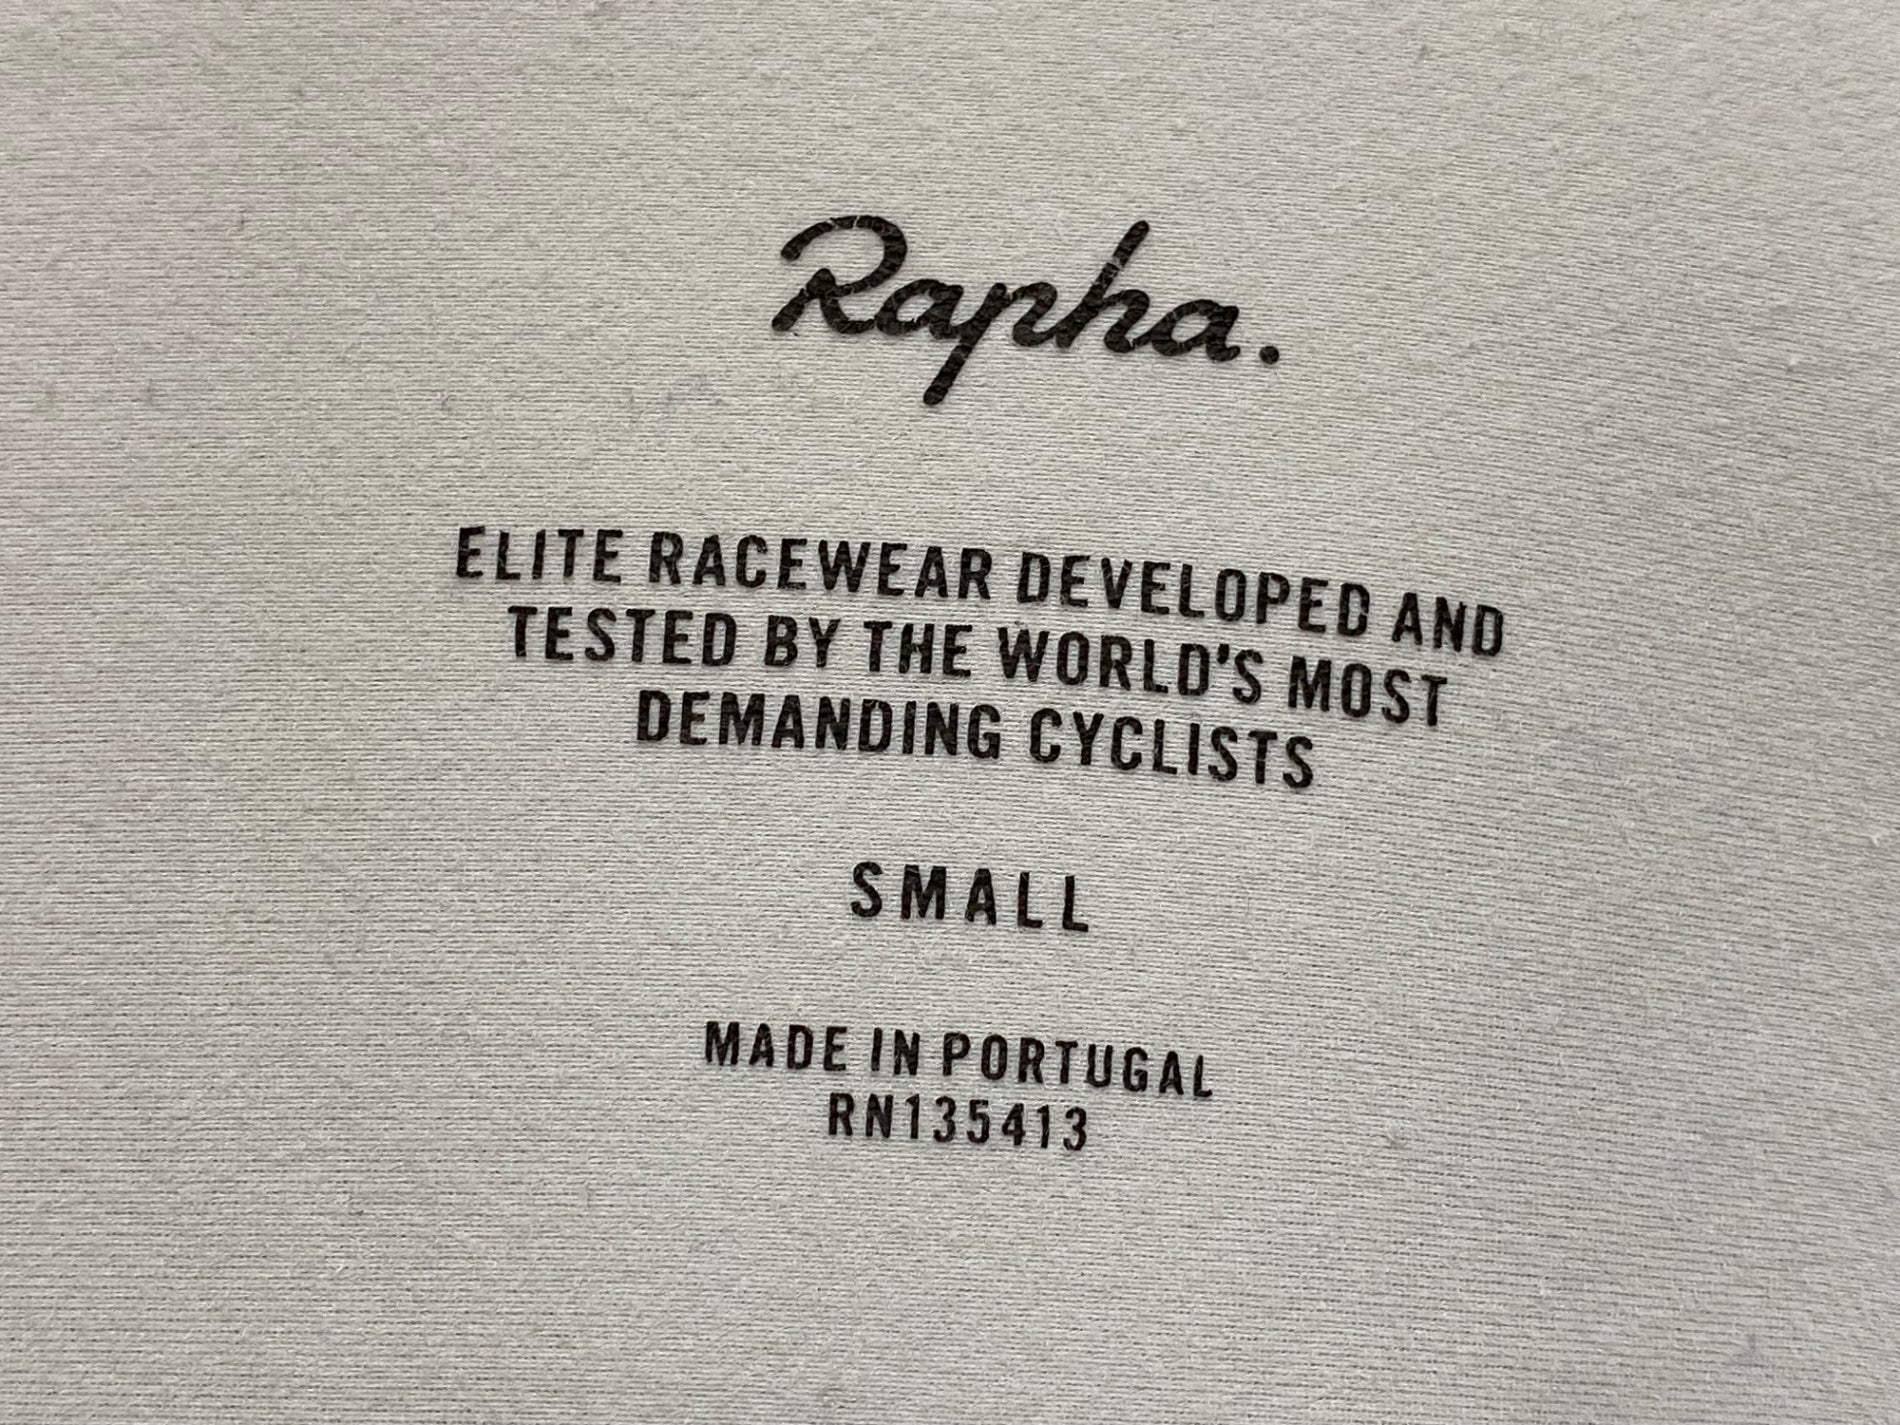 Rapha.
ELITE RACEWEAR DEVELOPED AND
TESTED BY THE WORLD'S MOST
DEMANDING CYCLISTS
SMALL
MADE IN PORTUGAL
RN135413